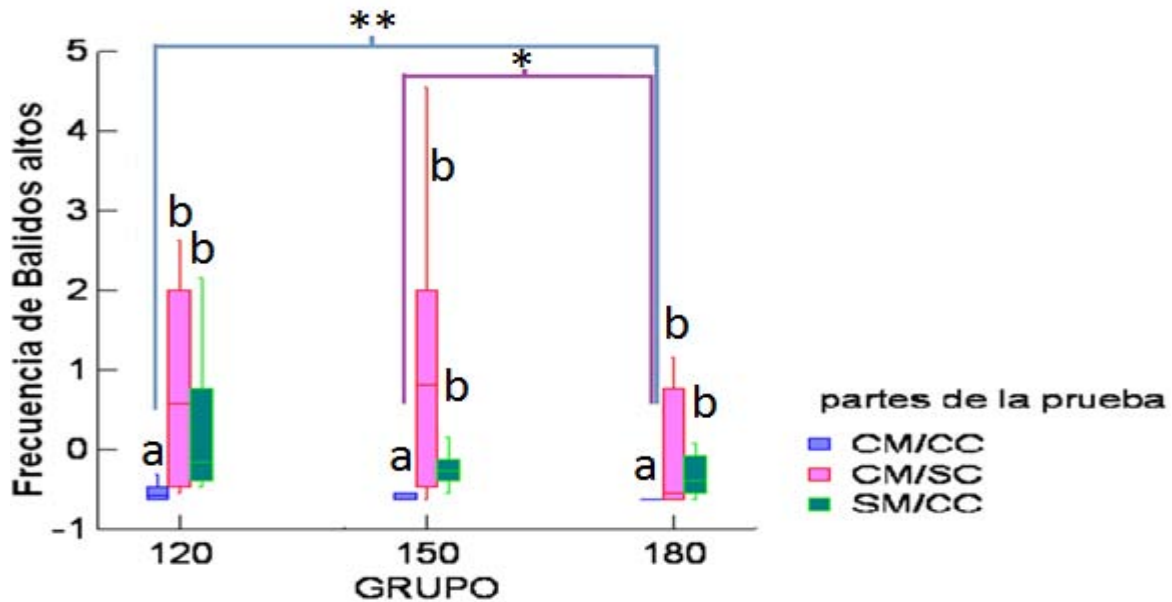 **
*
Frecuencia de Balidos altos
5
4
3
2
1
0
-1
b
b
a
b
b
a
b
b
a
120
150
180
GRUPO
partes de la prueba
CM/CC
CM/SC
SM/CC